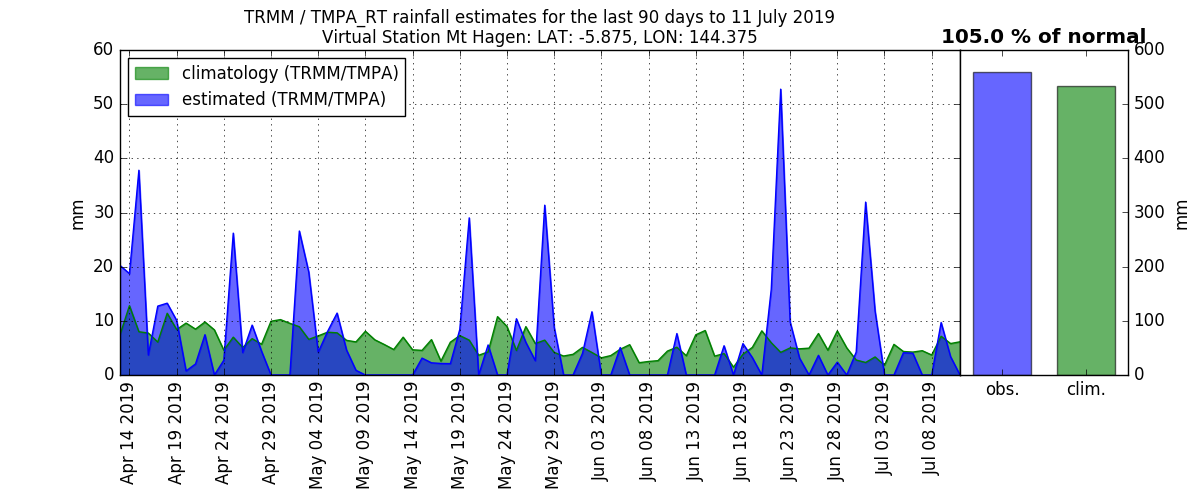 TRMM / TMPA_RT rainfall estimates for the last 90 days to 11 July 2019
Virtual Station Mt Hagen: LAT: -5.875, LON: 144.375
105.0 % of normal
climatology (TRMM/TMPA)
estimated (TRMM/TMPA)
mm
60
50
40
30
20
10
0
Apr 14 2019
Apr 19 2019
Apr 24 2019
Apr 29 2019
May 04 2019
May 09 2019
May 14 2019
May 19 2019
May 24 2019
May 29 2019
Jun 03 2019
Jun 08 2019
Jun 13 2019
Jun 18 2019
Jun 23 2019
Jun 28 2019
Jul 03 2019
Jul 08 2019
obs.
clim.
600
500
400
300
200
100
0
mm